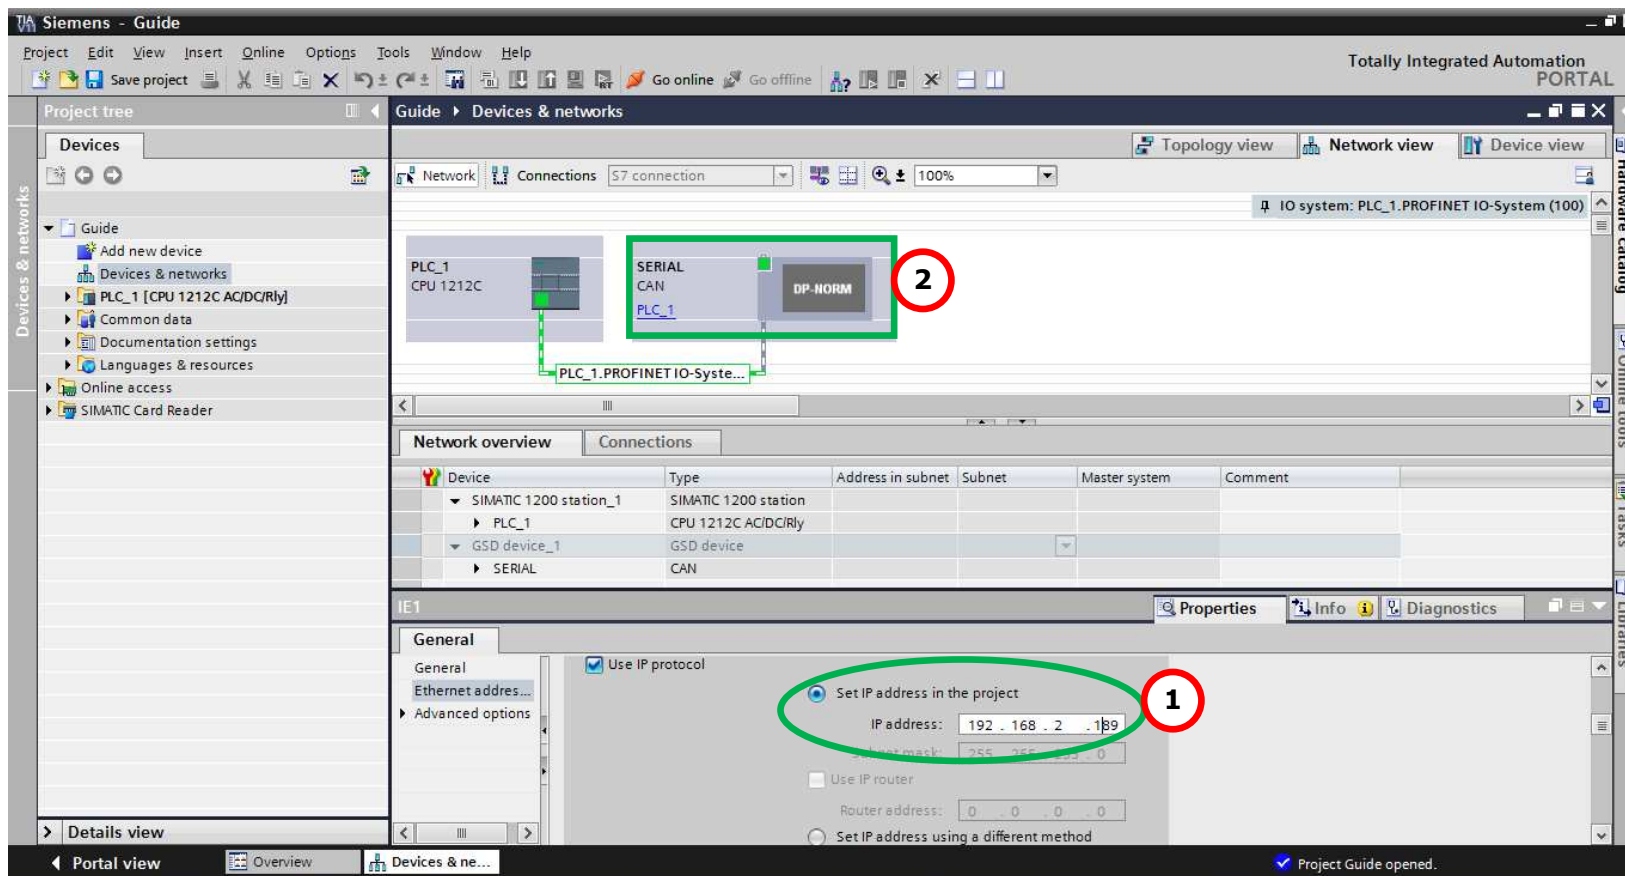 Siemens - Guide
Project Edit View Insert Online Options Tools Window Help
Totally Integrated Automation
PORTAL
Save project
Go online
Go offline
Project tree
Guide
Devices & networks
Devices
Topology view
Network view
Device view
Network
Connections
S7 connection
100%
IO system: PLC_1.PROFINET IO-System (100)
Guide
Add new device
Devices & networks
PLC_1 [CPU 1212C AC/DC/Rly]
Common data
Documentation settings
Languages & resources
Online access
SIMATIC Card Reader
PLC_1
CPU 1212C
SERIAL
CAN
PLC_1
DP-NORM
2
PLC_1.PROFINET IO-Syste...
Network overview
Connections
Device Type Address in subnet Subnet Master system Comment
SIMATIC 1200 station_1 SIMATIC 1200 station
PLC_1 CPU 1212C AC/DC/Rly
GSD device_1 GSD device
SERIAL CAN
IE1
Properties
Info
Diagnostics
General
General
Ethernet addres...
Advanced options
Use IP protocol
Set IP address in the project
IP address: 192 . 168 . 2 . 189
1
Subnet mask: 255 . 255 . 255 . 0
Use IP router
Router address: 0 . 0 . 0 . 0
Set IP address using a different method
Details view
Portal view
Overview
Devices & ne...
Project Guide opened.
Devices & networks
Hardware catalog
Online tools
Tasks
Libraries